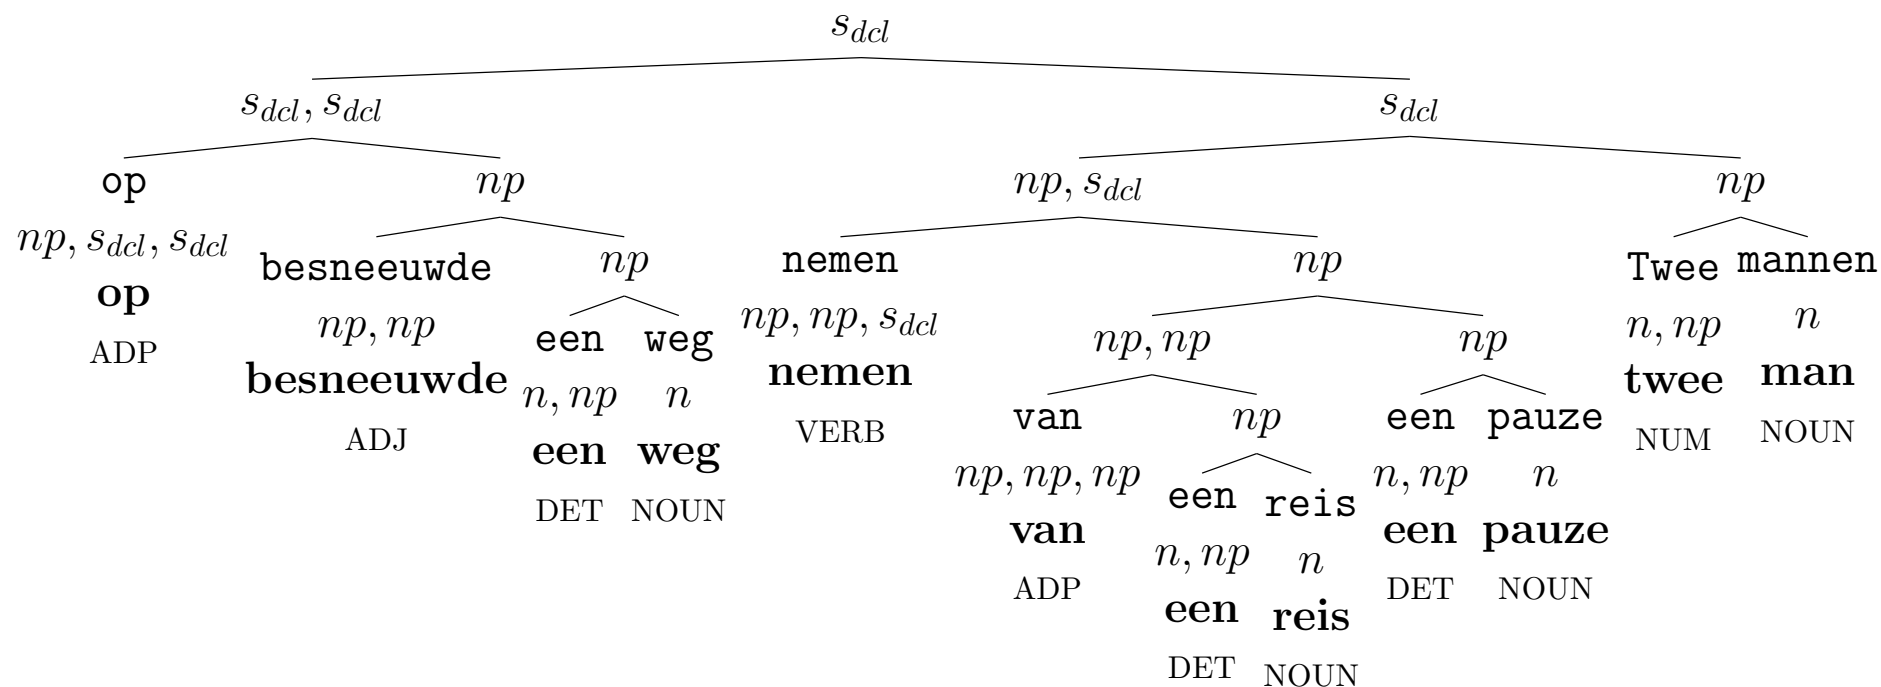 s_dcl
s_dcl, s_dcl s_dcl
op np np, s_dcl np
np, s_dcl, s_dcl besneeuwde np nemen np Twee mannen
op np, np een weg np, np, s_dcl np, np np n, np n
ADP besneeuwde n, np n nemen van np een pauze twee man
ADJ een weg VERB np, np, np een reis n, np n NUM NOUN
DET NOUN van n, np n een pauze
ADP een reis DET NOUN
DET NOUN